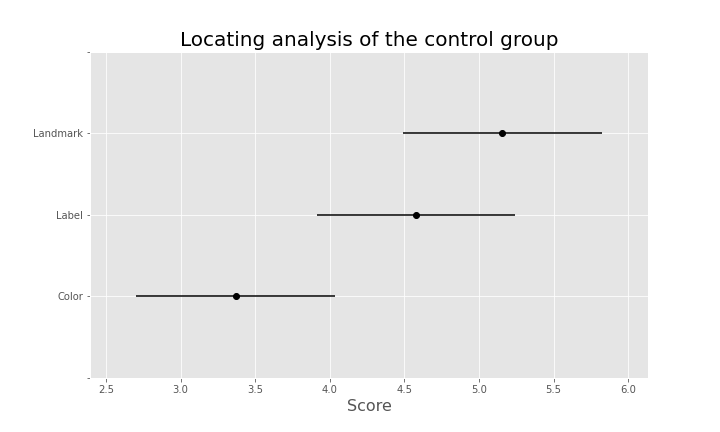 Locating analysis of the control group
Landmark
Label
Color
2.5 3.0 3.5 4.0 4.5 5.0 5.5 6.0
Score